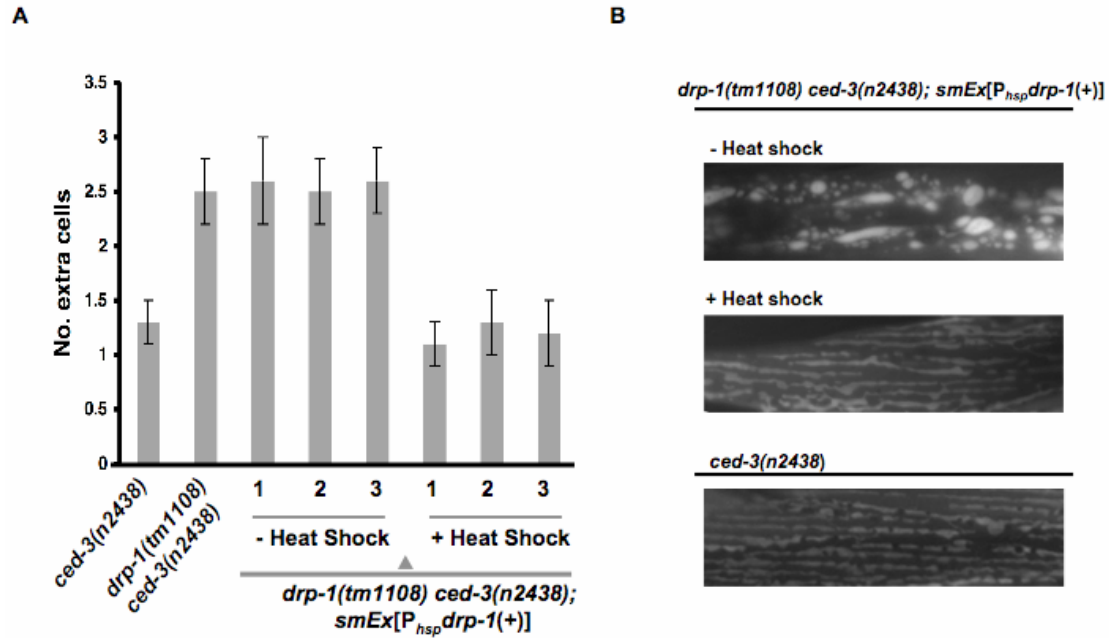 A
3.5
3
2.5
2
1.5
1
0.5
0
No. extra cells
ced-3(n2438)
drp-1(tm1108)
ced-3(n2438)
1 2 3 1 2 3
- Heat Shock + Heat Shock
drp-1(tm1108) ced-3(n2438);
smEx[Phspdrp-1(+)]
B
drp-1(tm1108) ced-3(n2438); smEx[Phspdrp-1(+)]
- Heat shock
+ Heat shock
ced-3(n2438)